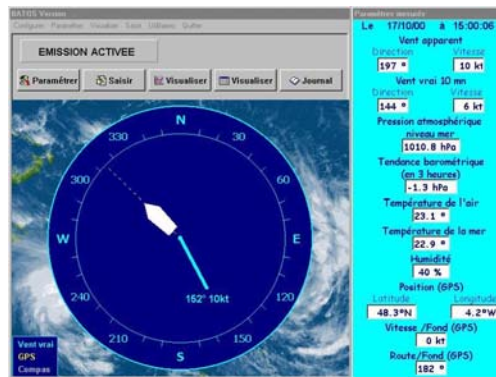 BATOS Version
Configurer Paramétrer Visualiser Saisir Utilitaires Quitter
EMISSION ACTIVEE
Paramétrer Saisir Visualiser Visualiser Journal
N
330 30
300 60
W E
240 120
152° 10kt
210 150
S
Vent vrai
GPS
Compas
Paramètres mesurés
Le 17/10/00 à 15:00:06
Vent apparent
Direction Vitesse
197 ° 10 kt
Vent vrai 10 mn
Direction Vitesse
144 ° 6 kt
Pression atmosphérique
niveau mer
1010.8 hPa
Tendance barométrique
(en 3 heures)
-1.3 hPa
Température de l'air
23.1 °
Température de la mer
22.9 °
Humidité
40 %
Position (GPS)
Latitude Longitude
48.3°N 4.2°W
Vitesse /Fond (GPS)
0 kt
Route/Fond (GPS)
182 °